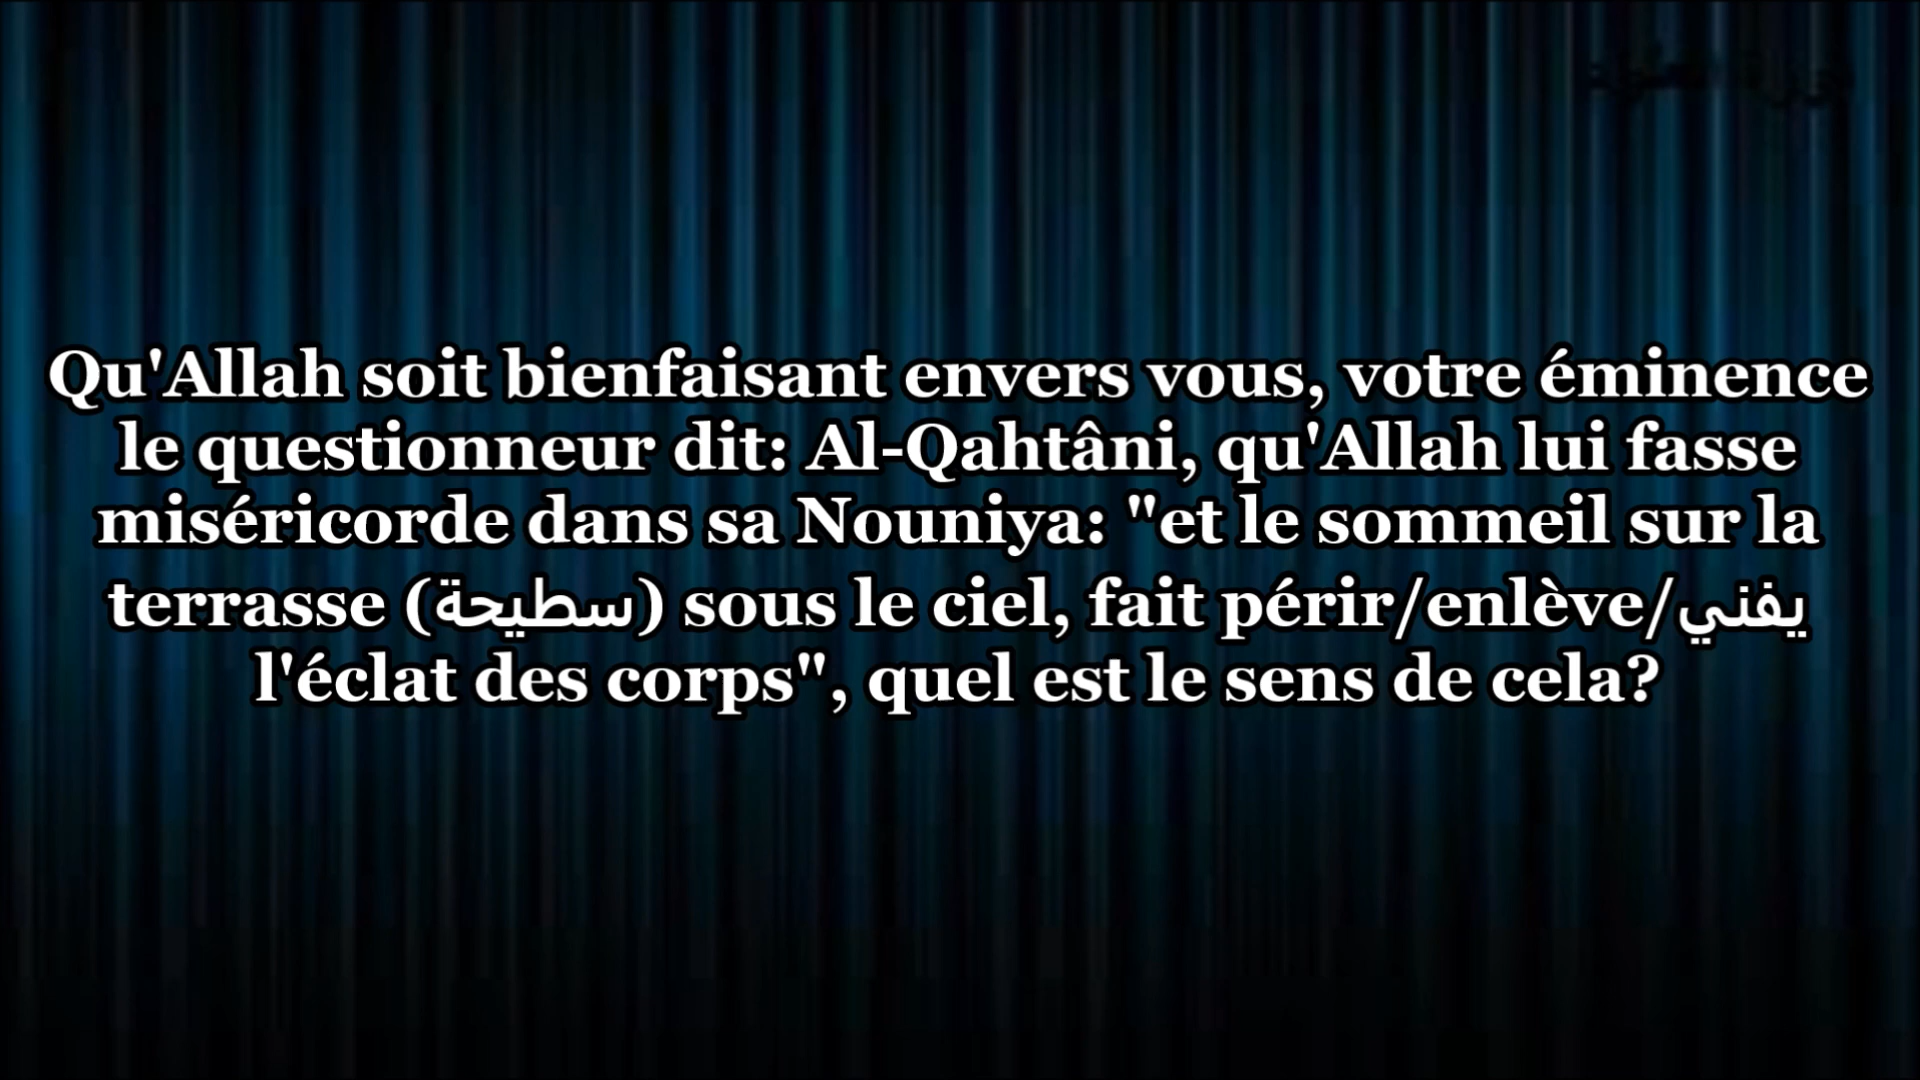 Qu'Allah soit bienfaisant envers vous, votre éminence
le questionneur dit: Al-Qahtâni, qu'Allah lui fasse
miséricorde dans sa Nouniya: "et le sommeil sur la
terrasse (سطيحة) sous le ciel, fait périr/enlève/يفني
l'éclat des corps", quel est le sens de cela?